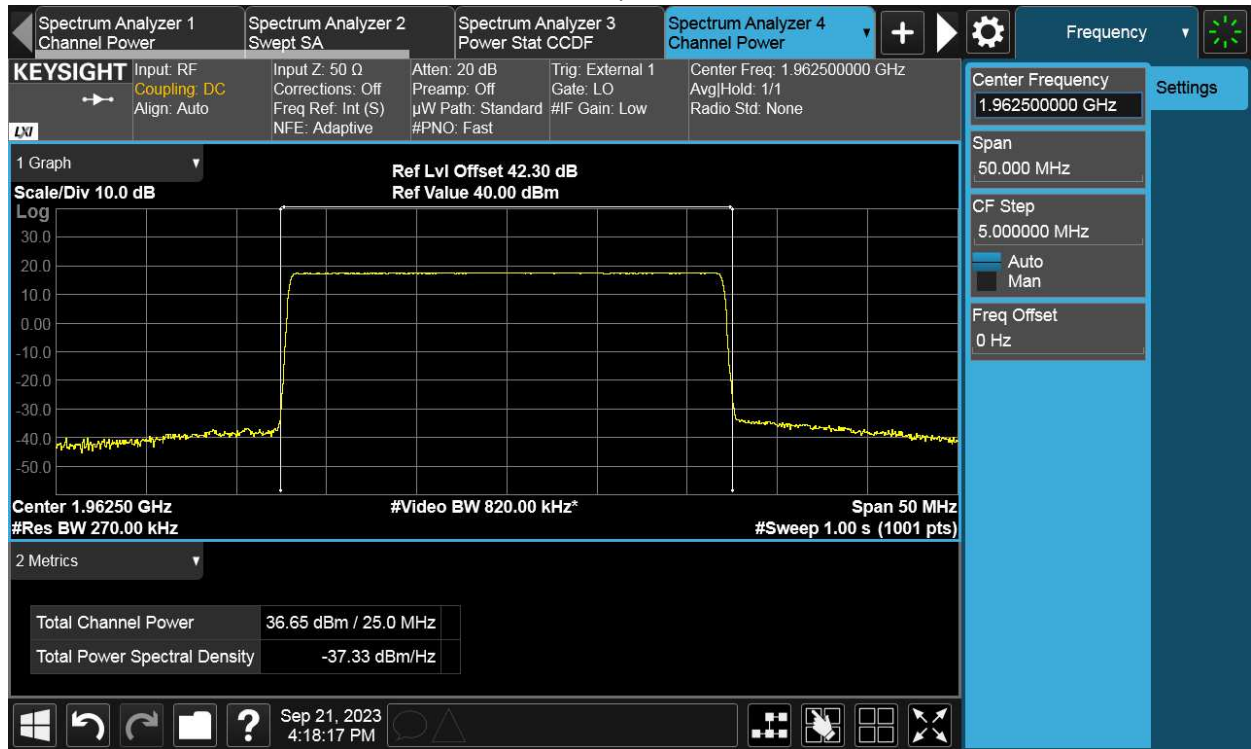 Spectrum Analyzer 1
Channel Power
Spectrum Analyzer 2
Swept SA
Spectrum Analyzer 3
Power Stat CCDF
Spectrum Analyzer 4
Channel Power
+
Frequency
KEYSIGHT
LXI
Input: RF
Coupling: DC
Align: Auto
Input Z: 50 Ω
Corrections: Off
Freq Ref: Int (S)
NFE: Adaptive
Atten: 20 dB
Preamp: Off
µW Path: Standard
#PNO: Fast
Trig: External 1
Gate: LO
#IF Gain: Low
Center Freq: 1.962500000 GHz
Avg|Hold: 1/1
Radio Std: None
Center Frequency
1.962500000 GHz
Settings
Span
50.000 MHz
CF Step
5.000000 MHz
Auto
Man
Freq Offset
0 Hz
1 Graph
Ref Lvl Offset 42.30 dB
Scale/Div 10.0 dB
Ref Value 40.00 dBm
Log
30.0
20.0
10.0
0.00
-10.0
-20.0
-30.0
-40.0
-50.0
Center 1.96250 GHz
#Video BW 820.00 kHz*
Span 50 MHz
#Res BW 270.00 kHz
#Sweep 1.00 s (1001 pts)
2 Metrics
Total Channel Power 36.65 dBm / 25.0 MHz
Total Power Spectral Density -37.33 dBm/Hz
?
Sep 21, 2023
4:18:17 PM